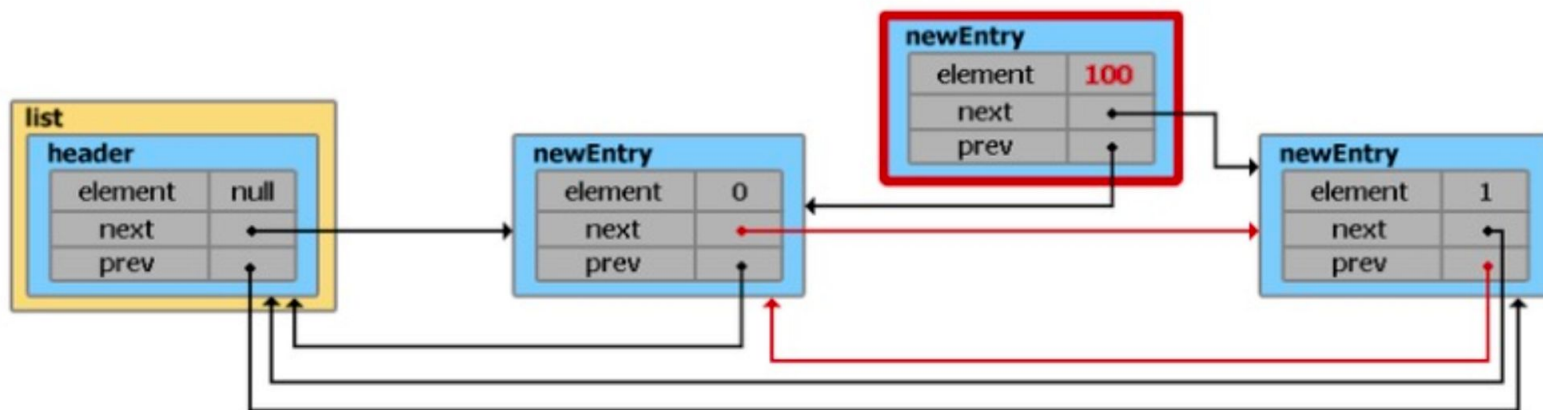 newEntry
element 100
next
prev
list
header
element null
next
prev
newEntry
element 0
next
prev
newEntry
element 1
next
prev